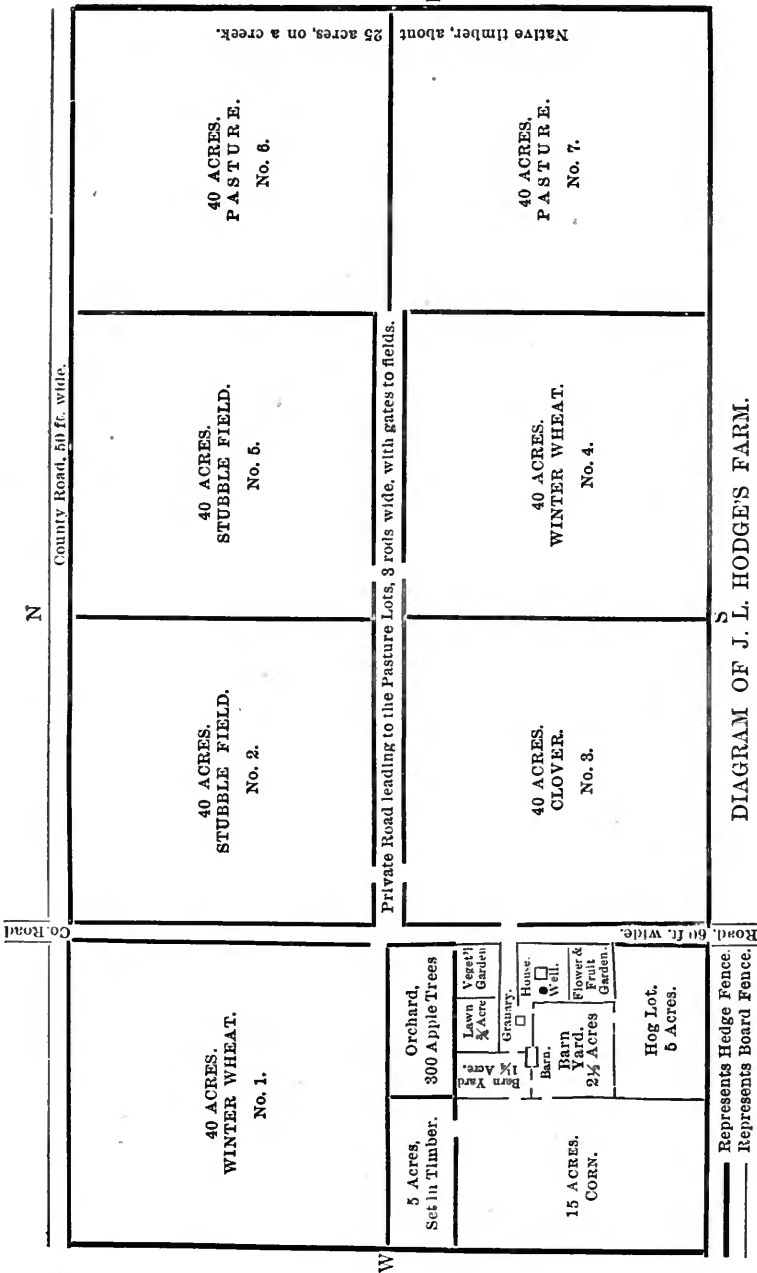 N
County Road, 50 ft. wide.
Co. Road
40 ACRES.
WINTER WHEAT.
No. 1.
40 ACRES.
STUBBLE FIELD.
No. 2.
40 ACRES.
STUBBLE FIELD.
No. 5.
40 ACRES.
PASTURE.
No. 6.
Native timber, about 25 acres, on a creek.
W
Private Road leading to the Pasture Lots, 3 rods wide, with gates to fields.
5 Acres,
Set in Timber.
Orchard,
300 Apple Trees
15 ACRES.
CORN.
Barn Yard
1¼ Acre.
Lawn
¾ Acre
Veget'l
Garden
Granary.
House.
Well.
Barn.
Barn
Yard.
2½ Acres
Flower &
Fruit
Garden.
Hog Lot.
5 Acres.
Road, 60 ft. wide.
40 ACRES.
CLOVER.
No. 3.
40 ACRES.
WINTER WHEAT.
No. 4.
40 ACRES.
PASTURE.
No. 7.
S
Represents Hedge Fence.
Represents Board Fence.
DIAGRAM OF J. L. HODGE'S FARM.